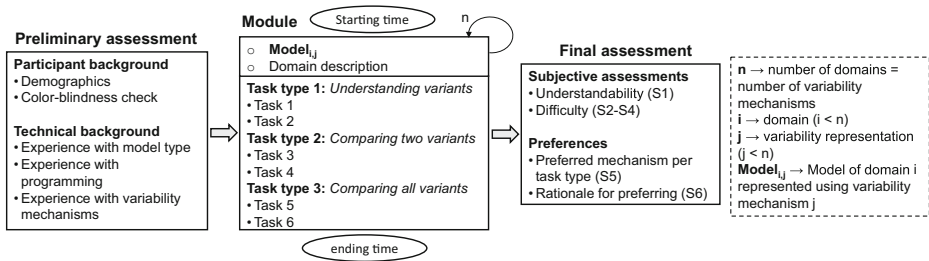 Preliminary assessment
Participant background
• Demographics
• Color-blindness check
Technical background
• Experience with model type
• Experience with
programming
• Experience with variability
mechanisms
Module
Starting time
n
○ Model i,j
○ Domain description
Task type 1: Understanding variants
• Task 1
• Task 2
Task type 2: Comparing two variants
• Task 3
• Task 4
Task type 3: Comparing all variants
• Task 5
• Task 6
ending time
Final assessment
Subjective assessments
• Understandability (S1)
• Difficulty (S2-S4)
Preferences
• Preferred mechanism per
task type (S5)
• Rationale for preferring (S6)
n → number of domains =
number of variability
mechanisms
i → domain (i < n)
j → variability representation
(j < n)
Model i,j → Model of domain i
represented using variability
mechanism j